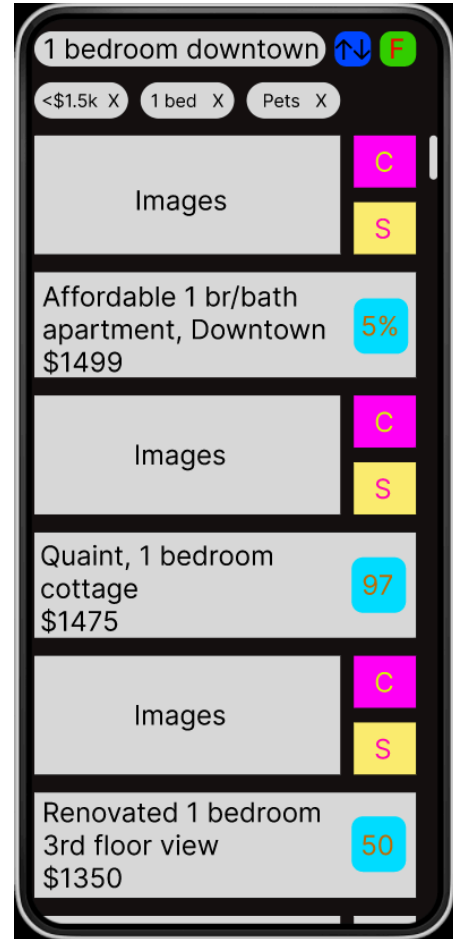 1 bedroom downtown ↑↓ F
<$1.5k X 1 bed X Pets X
Images
C
S
Affordable 1 br/bath
apartment, Downtown
$1499
5%
Images
C
S
Quaint, 1 bedroom
cottage
$1475
97
Images
C
S
Renovated 1 bedroom
3rd floor view
$1350
50